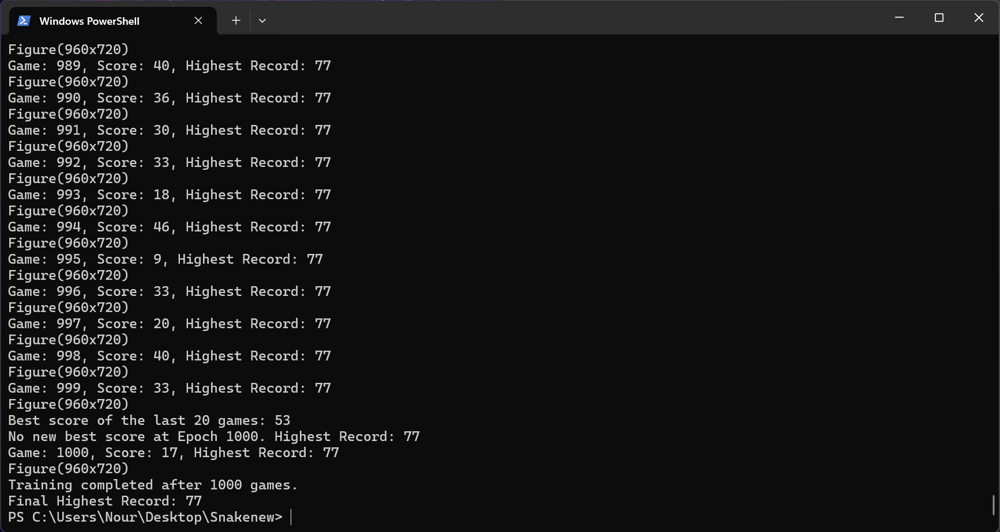 Windows PowerShell
Figure(960x720)
Game: 989, Score: 40, Highest Record: 77
Figure(960x720)
Game: 990, Score: 36, Highest Record: 77
Figure(960x720)
Game: 991, Score: 30, Highest Record: 77
Figure(960x720)
Game: 992, Score: 33, Highest Record: 77
Figure(960x720)
Game: 993, Score: 18, Highest Record: 77
Figure(960x720)
Game: 994, Score: 46, Highest Record: 77
Figure(960x720)
Game: 995, Score: 9, Highest Record: 77
Figure(960x720)
Game: 996, Score: 33, Highest Record: 77
Figure(960x720)
Game: 997, Score: 20, Highest Record: 77
Figure(960x720)
Game: 998, Score: 40, Highest Record: 77
Figure(960x720)
Game: 999, Score: 33, Highest Record: 77
Figure(960x720)
Best score of the last 20 games: 53
No new best score at Epoch 1000. Highest Record: 77
Game: 1000, Score: 17, Highest Record: 77
Figure(960x720)
Training completed after 1000 games.
Final Highest Record: 77
PS C:\Users\Nour\Desktop\Snakenew>